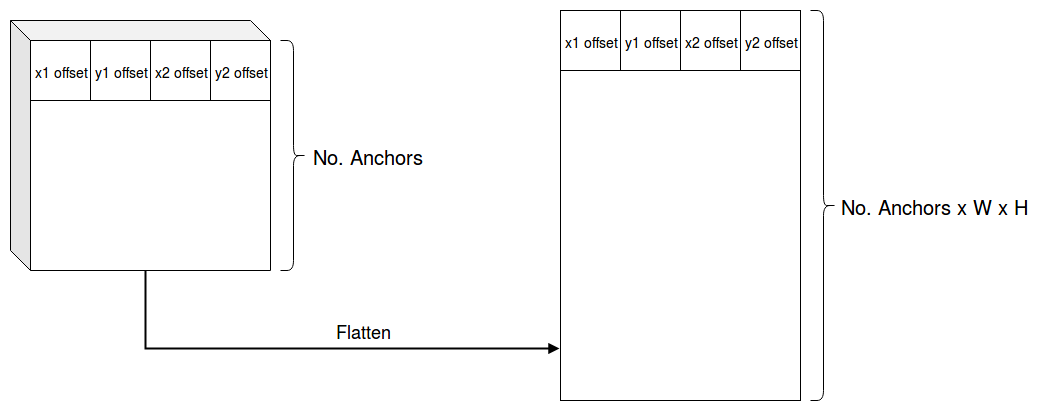 x1 offset y1 offset x2 offset y2 offset
No. Anchors
Flatten
x1 offset y1 offset x2 offset y2 offset
No. Anchors x W x H